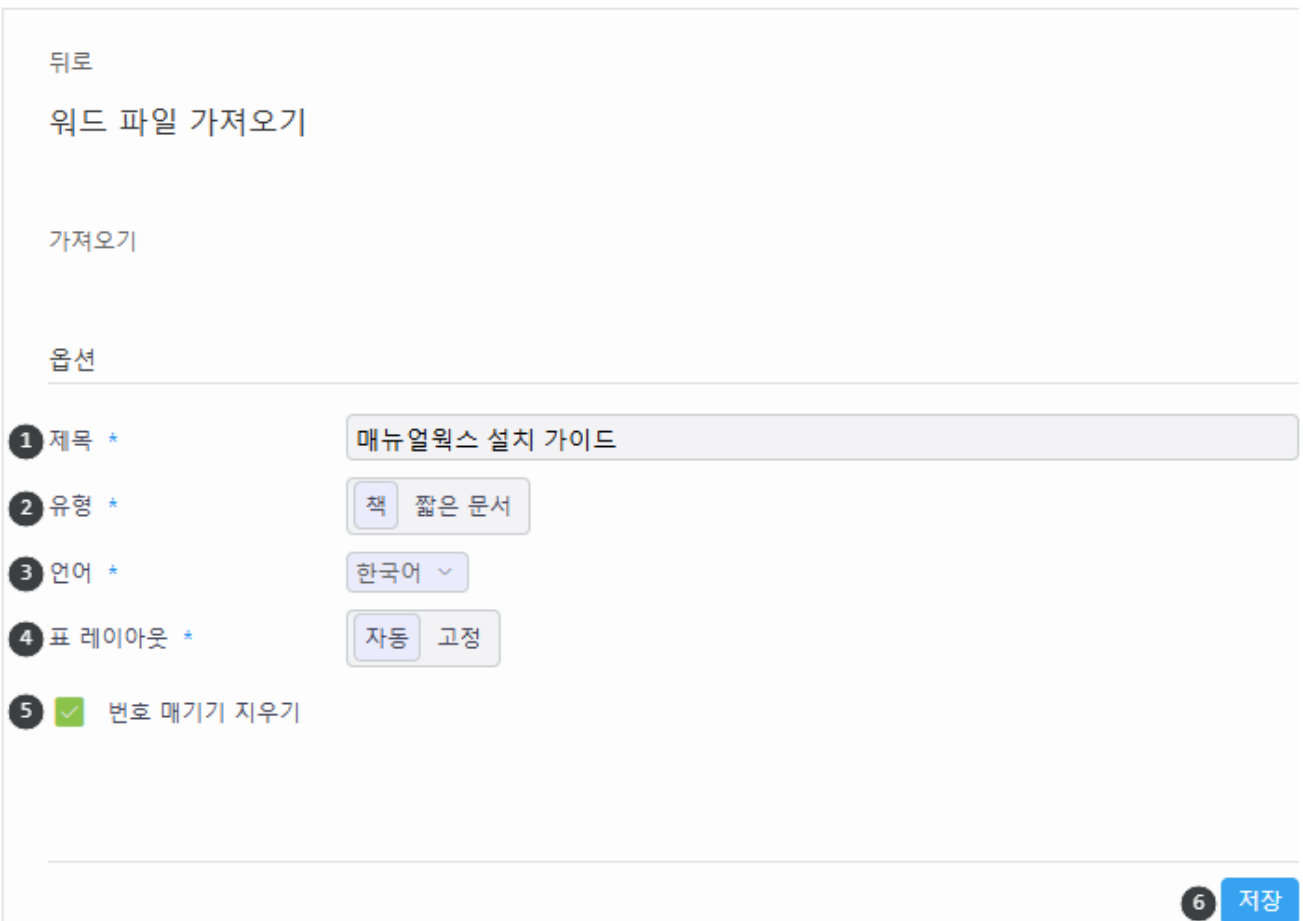 뒤로
워드 파일 가져오기
가져오기
옵션
1 제목 * 매뉴얼웍스 설치 가이드
2 유형 * 책 짧은 문서
3 언어 * 한국어
4 표 레이아웃 * 자동 고정
5 번호 매기기 지우기
6 저장